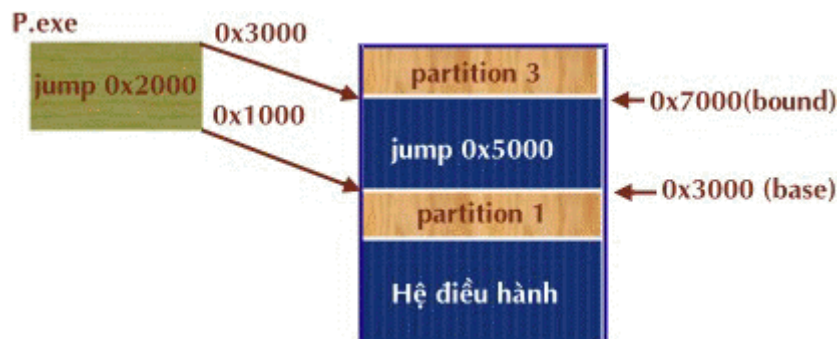 P.exe
0x3000
jump 0x2000
0x1000
partition 3
0x7000(bound)
jump 0x5000
0x3000 (base)
partition 1
Hệ điều hành